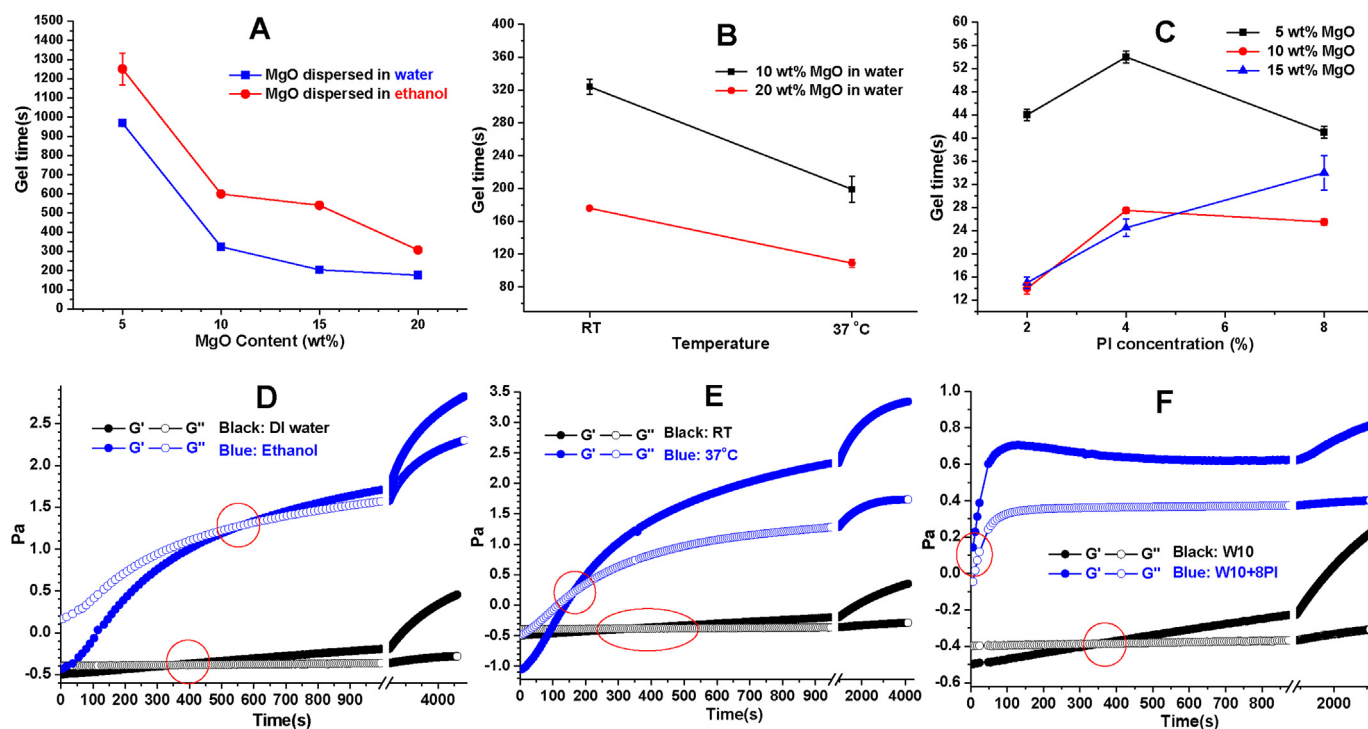 A
MgO dispersed in water
MgO dispersed in ethanol
Gel time(s)
1500
1400
1300
1200
1100
1000
900
800
700
600
500
400
300
200
100
0
5
10
15
20
MgO Content (wt%)
B
10 wt% MgO in water
20 wt% MgO in water
Gel time(s)
400
360
320
280
240
200
160
120
80
RT
37 °C
Temperature
C
5 wt% MgO
10 wt% MgO
15 wt% MgO
Gel time(s)
60
56
52
48
44
40
36
32
28
24
20
16
12
2
4
6
8
PI concentration (%)
D
G' G" Black: DI water
G' G" Blue: Ethanol
Pa
2.5
2.0
1.5
1.0
0.5
0.0
-0.5
0 100 200 300 400 500 600 700 800 900 4000
Time(s)
E
G' G" Black: RT
G' G" Blue: 37°C
Pa
3.5
3.0
2.5
2.0
1.5
1.0
0.5
0.0
-0.5
-1.0
0 100 200 300 400 500 600 700 800 900 2000 3000 4000
Time(s)
F
G' G" Black: W10
G' G" Blue: W10+8PI
Pa
1.0
0.8
0.6
0.4
0.2
0.0
-0.2
-0.4
-0.6
0 100 200 300 400 500 600 700 800 2000
Time(s)